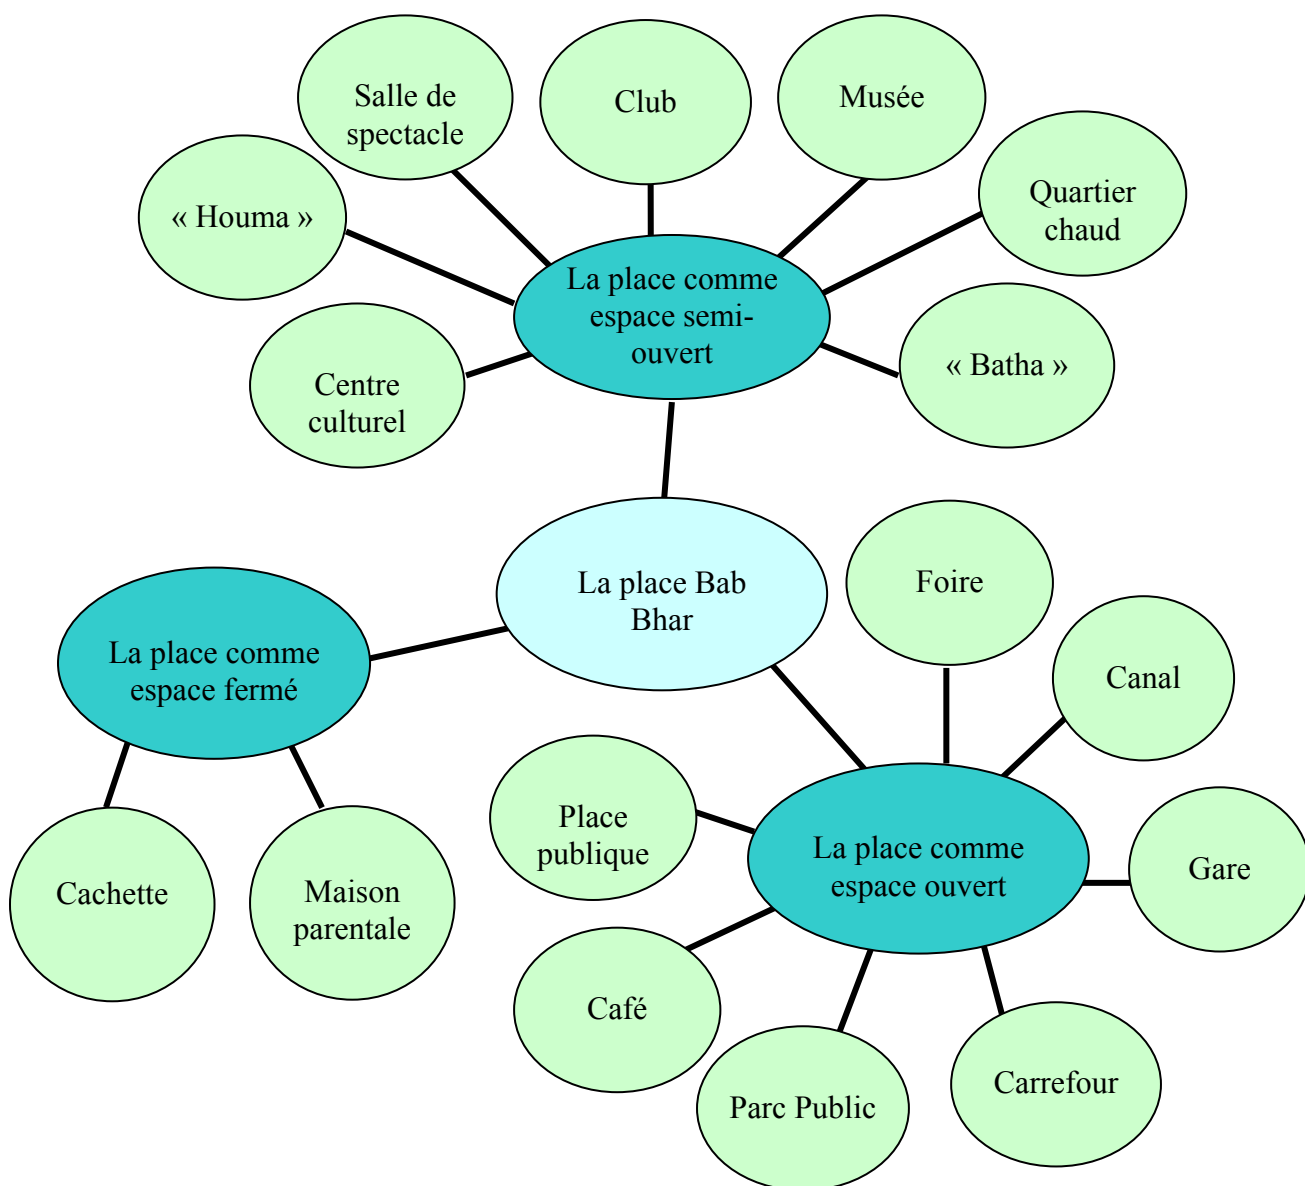 Salle de
spectacle
Club
Musée
« Houma »
Quartier
chaud
La place comme
espace semi-
ouvert
Centre
culturel
« Batha »
La place Bab
Bhar
Foire
La place comme
espace fermé
Canal
Place
publique
La place comme
espace ouvert
Gare
Cachette
Maison
parentale
Café
Parc Public
Carrefour